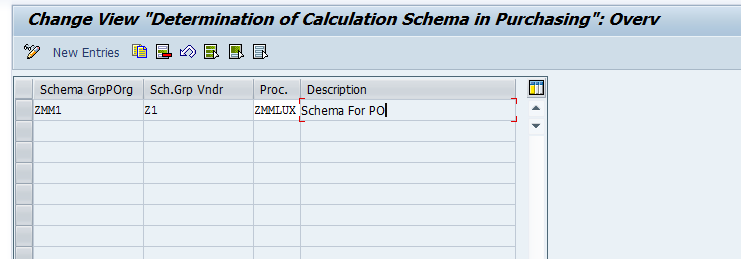 Change View "Determination of Calculation Schema in Purchasing": Overv
New Entries
Schema GrpPOrg Sch.Grp Vndr Proc. Description
ZMM1 Z1 ZMMLUX Schema For PO